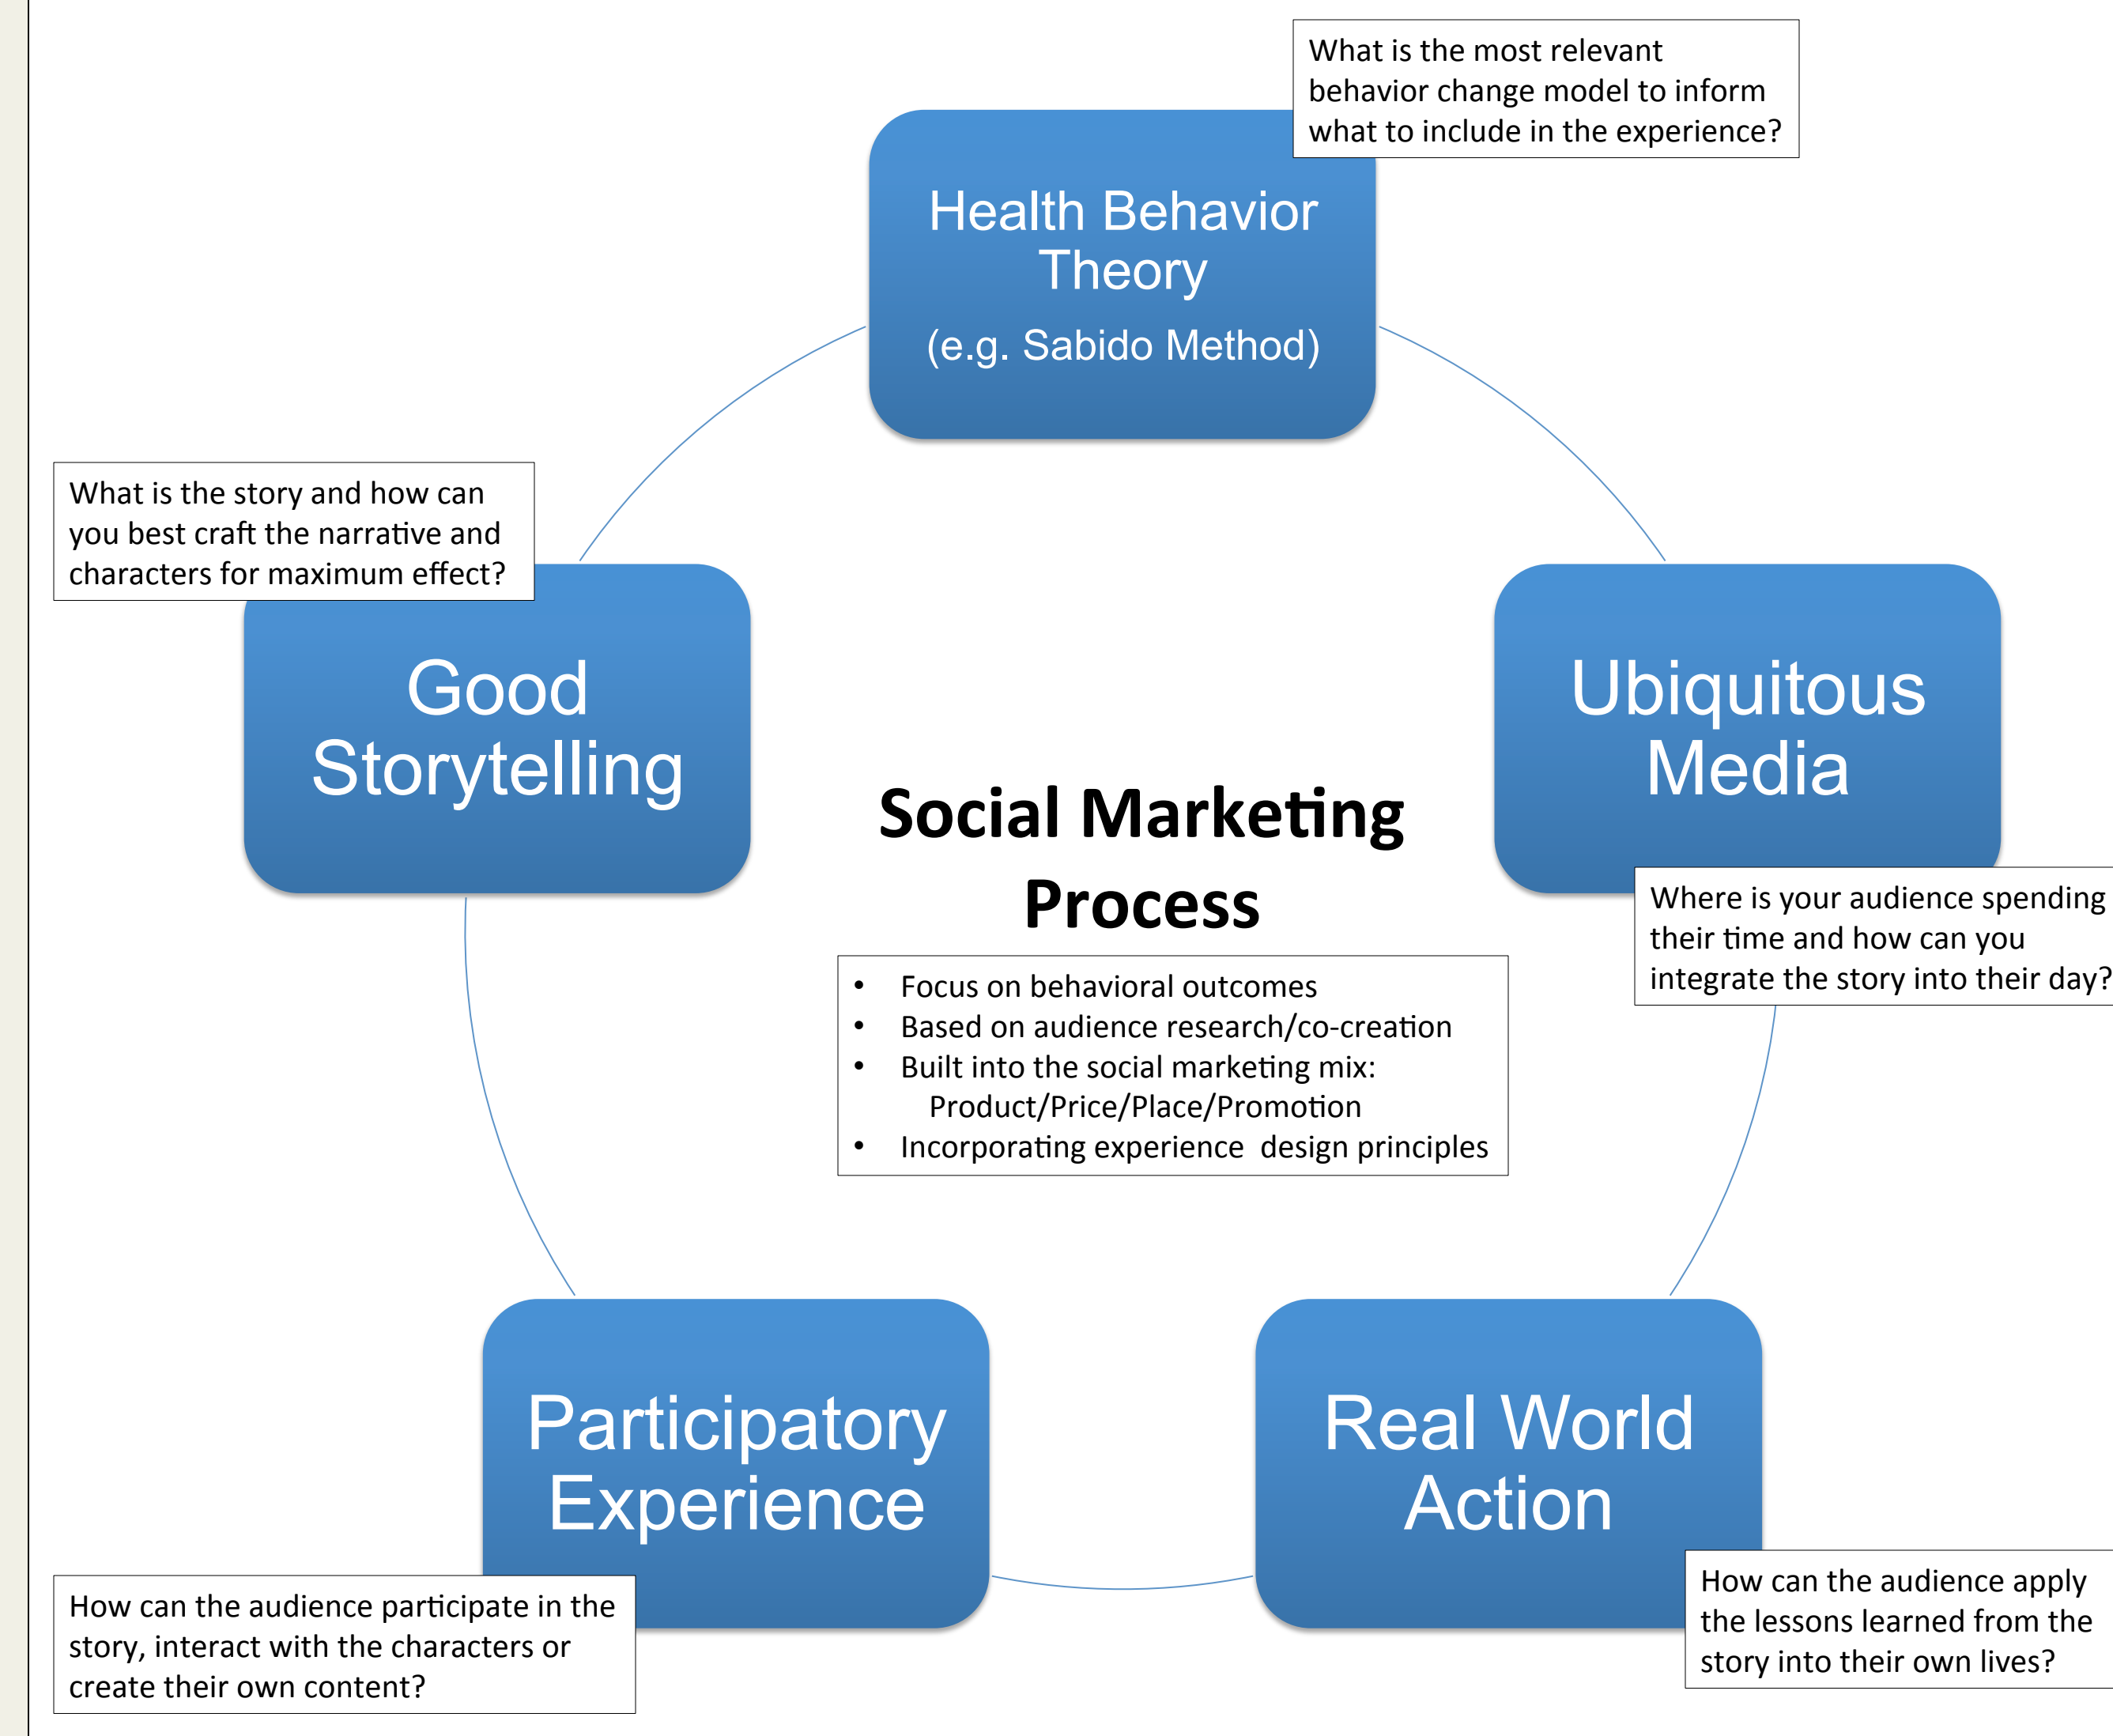 What is the most relevant
behavior change model to inform
what to include in the experience?
Health Behavior
Theory
(e.g. Sabido Method)
What is the story and how can
you best craft the narrative and
characters for maximum effect?
Good
Storytelling
Ubiquitous
Media
Where is your audience spending
their time and how can you
integrate the story into their day?
Social Marketing
Process
• Focus on behavioral outcomes
• Based on audience research/co-creation
• Built into the social marketing mix:
Product/Price/Place/Promotion
• Incorporating experience  design principles
Participatory
Experience
How can the audience participate in the
story, interact with the characters or
create their own content?
Real World
Action
How can the audience apply
the lessons learned from the
story into their own lives?